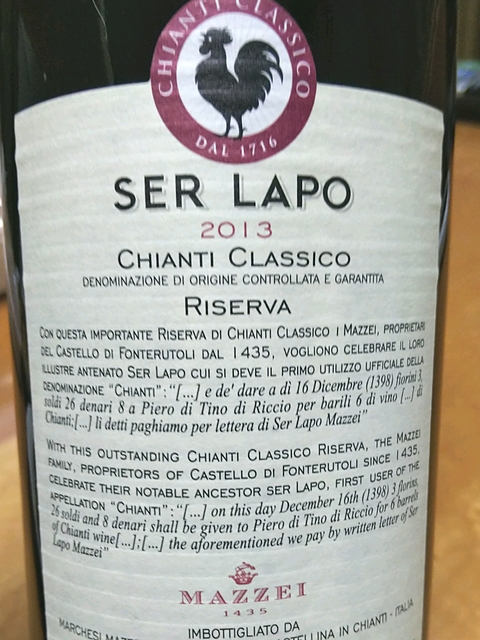 CHIANTI CLASSICO
DAL 1716
SER LAPO
2013
CHIANTI CLASSICO
DENOMINAZIONE DI ORIGINE CONTROLLATA E GARANTITA
RISERVA
CON QUESTA IMPORTANTE RISERVA DI CHIANTI CLASSICO I MAZZEI, PROPRIETARI
DEL CASTELLO DI FONTERUTOLI DAL 1435, VOGLIONO CELEBRARE IL LORO
ILLUSTRE ANTENATO SER LAPO CUI SI DEVE IL PRIMO UTILIZZO UFFICIALE DELLA
DENOMINAZIONE "CHIANTI": "[...] e de' dare a dì 16 Dicembre (1398) fiorini 3,
soldi 26 denari 8 a Piero di Tino di Riccio per barili 6 di vino [...] di
Chianti;[...] li detti paghiamo per lettera di Ser Lapo Mazzei"
WITH THIS OUTSTANDING CHIANTI CLASSICO RISERVA, THE MAZZEI
FAMILY, PROPRIETORS OF CASTELLO DI FONTERUTOLI SINCE 1435,
CELEBRATE THEIR NOTABLE ANCESTOR SER LAPO, FIRST USER OF THE
APPELLATION "CHIANTI": "[...] on this day December 16th (1398) 3 florins,
26 soldi and 8 denari shall be given to Piero di Tino di Riccio for 6 barrels
of Chianti wine[...];[...] the aforementioned we pay by written letter of Ser
Lapo Mazzei"
MAZZEI
1435
IMBOTTIGLIATO DA
MARCHESI IN CHIANTI - ITALIA